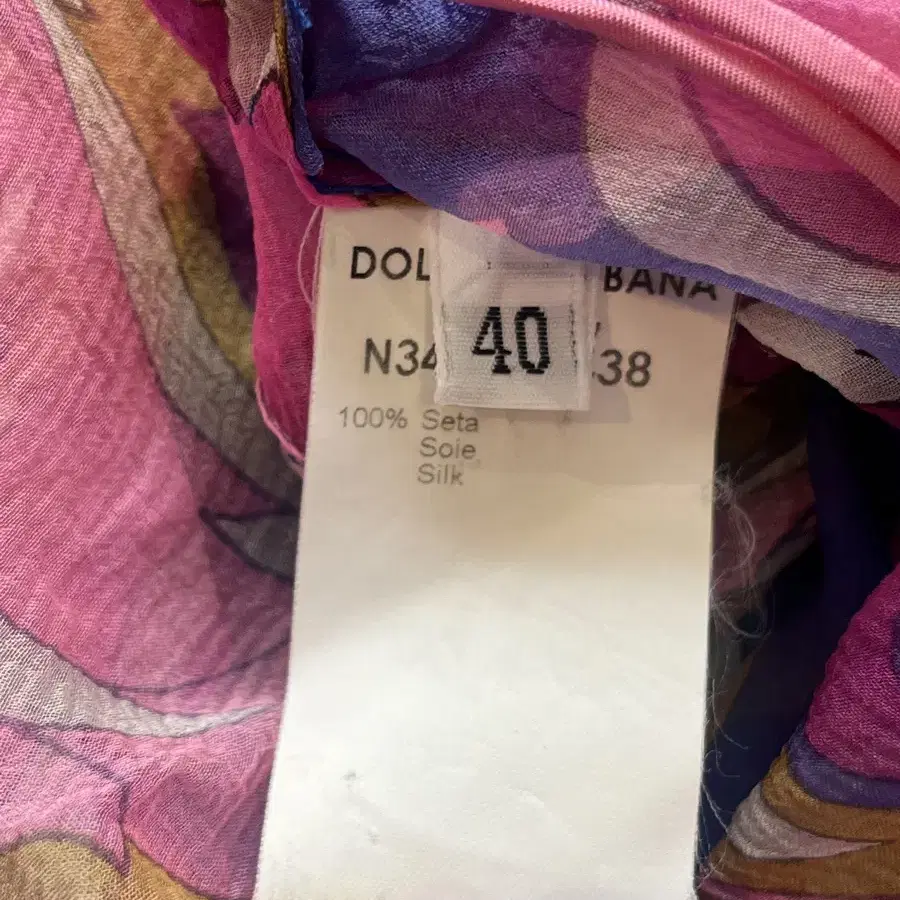 DOL BANA
40
N34 38
100% Seta
Soie
Silk